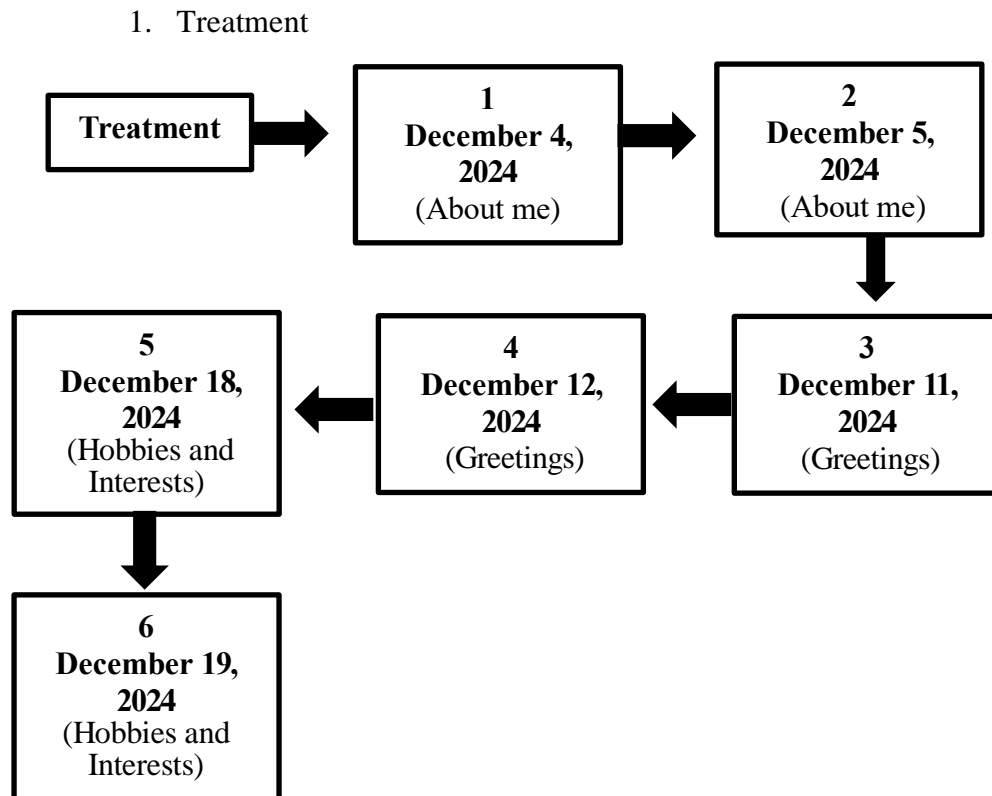 1. Treatment
Treatment
1
December 4,
2024
(About me)
2
December 5,
2024
(About me)
3
December 11,
2024
(Greetings)
4
December 12,
2024
(Greetings)
5
December 18,
2024
(Hobbies and
Interests)
6
December 19,
2024
(Hobbies and
Interests)